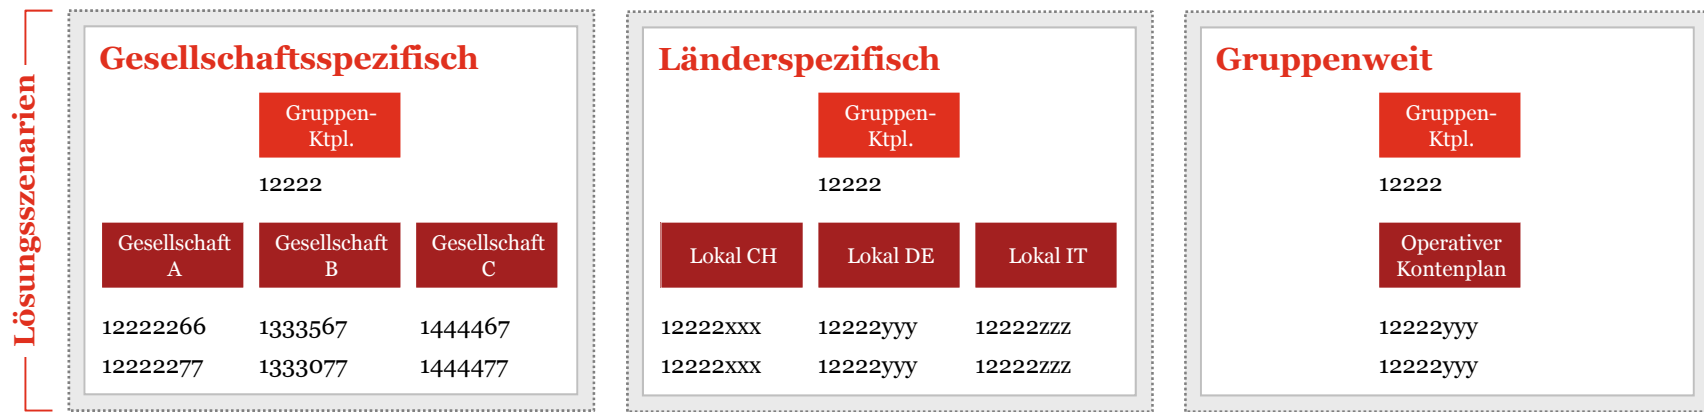 Lösungsszenarien
Gesellschaftsspezifisch
Gruppen-
Ktpl.
12222
Gesellschaft
A
Gesellschaft
B
Gesellschaft
C
12222266
1333567
1444467
12222277
1333077
1444477
Länderspezifisch
Gruppen-
Ktpl.
12222
Lokal CH
Lokal DE
Lokal IT
12222xxx
12222yyy
12222zzz
12222xxx
12222yyy
12222zzz
Gruppenweit
Gruppen-
Ktpl.
12222
Operativer
Kontenplan
12222yyy
12222yyy